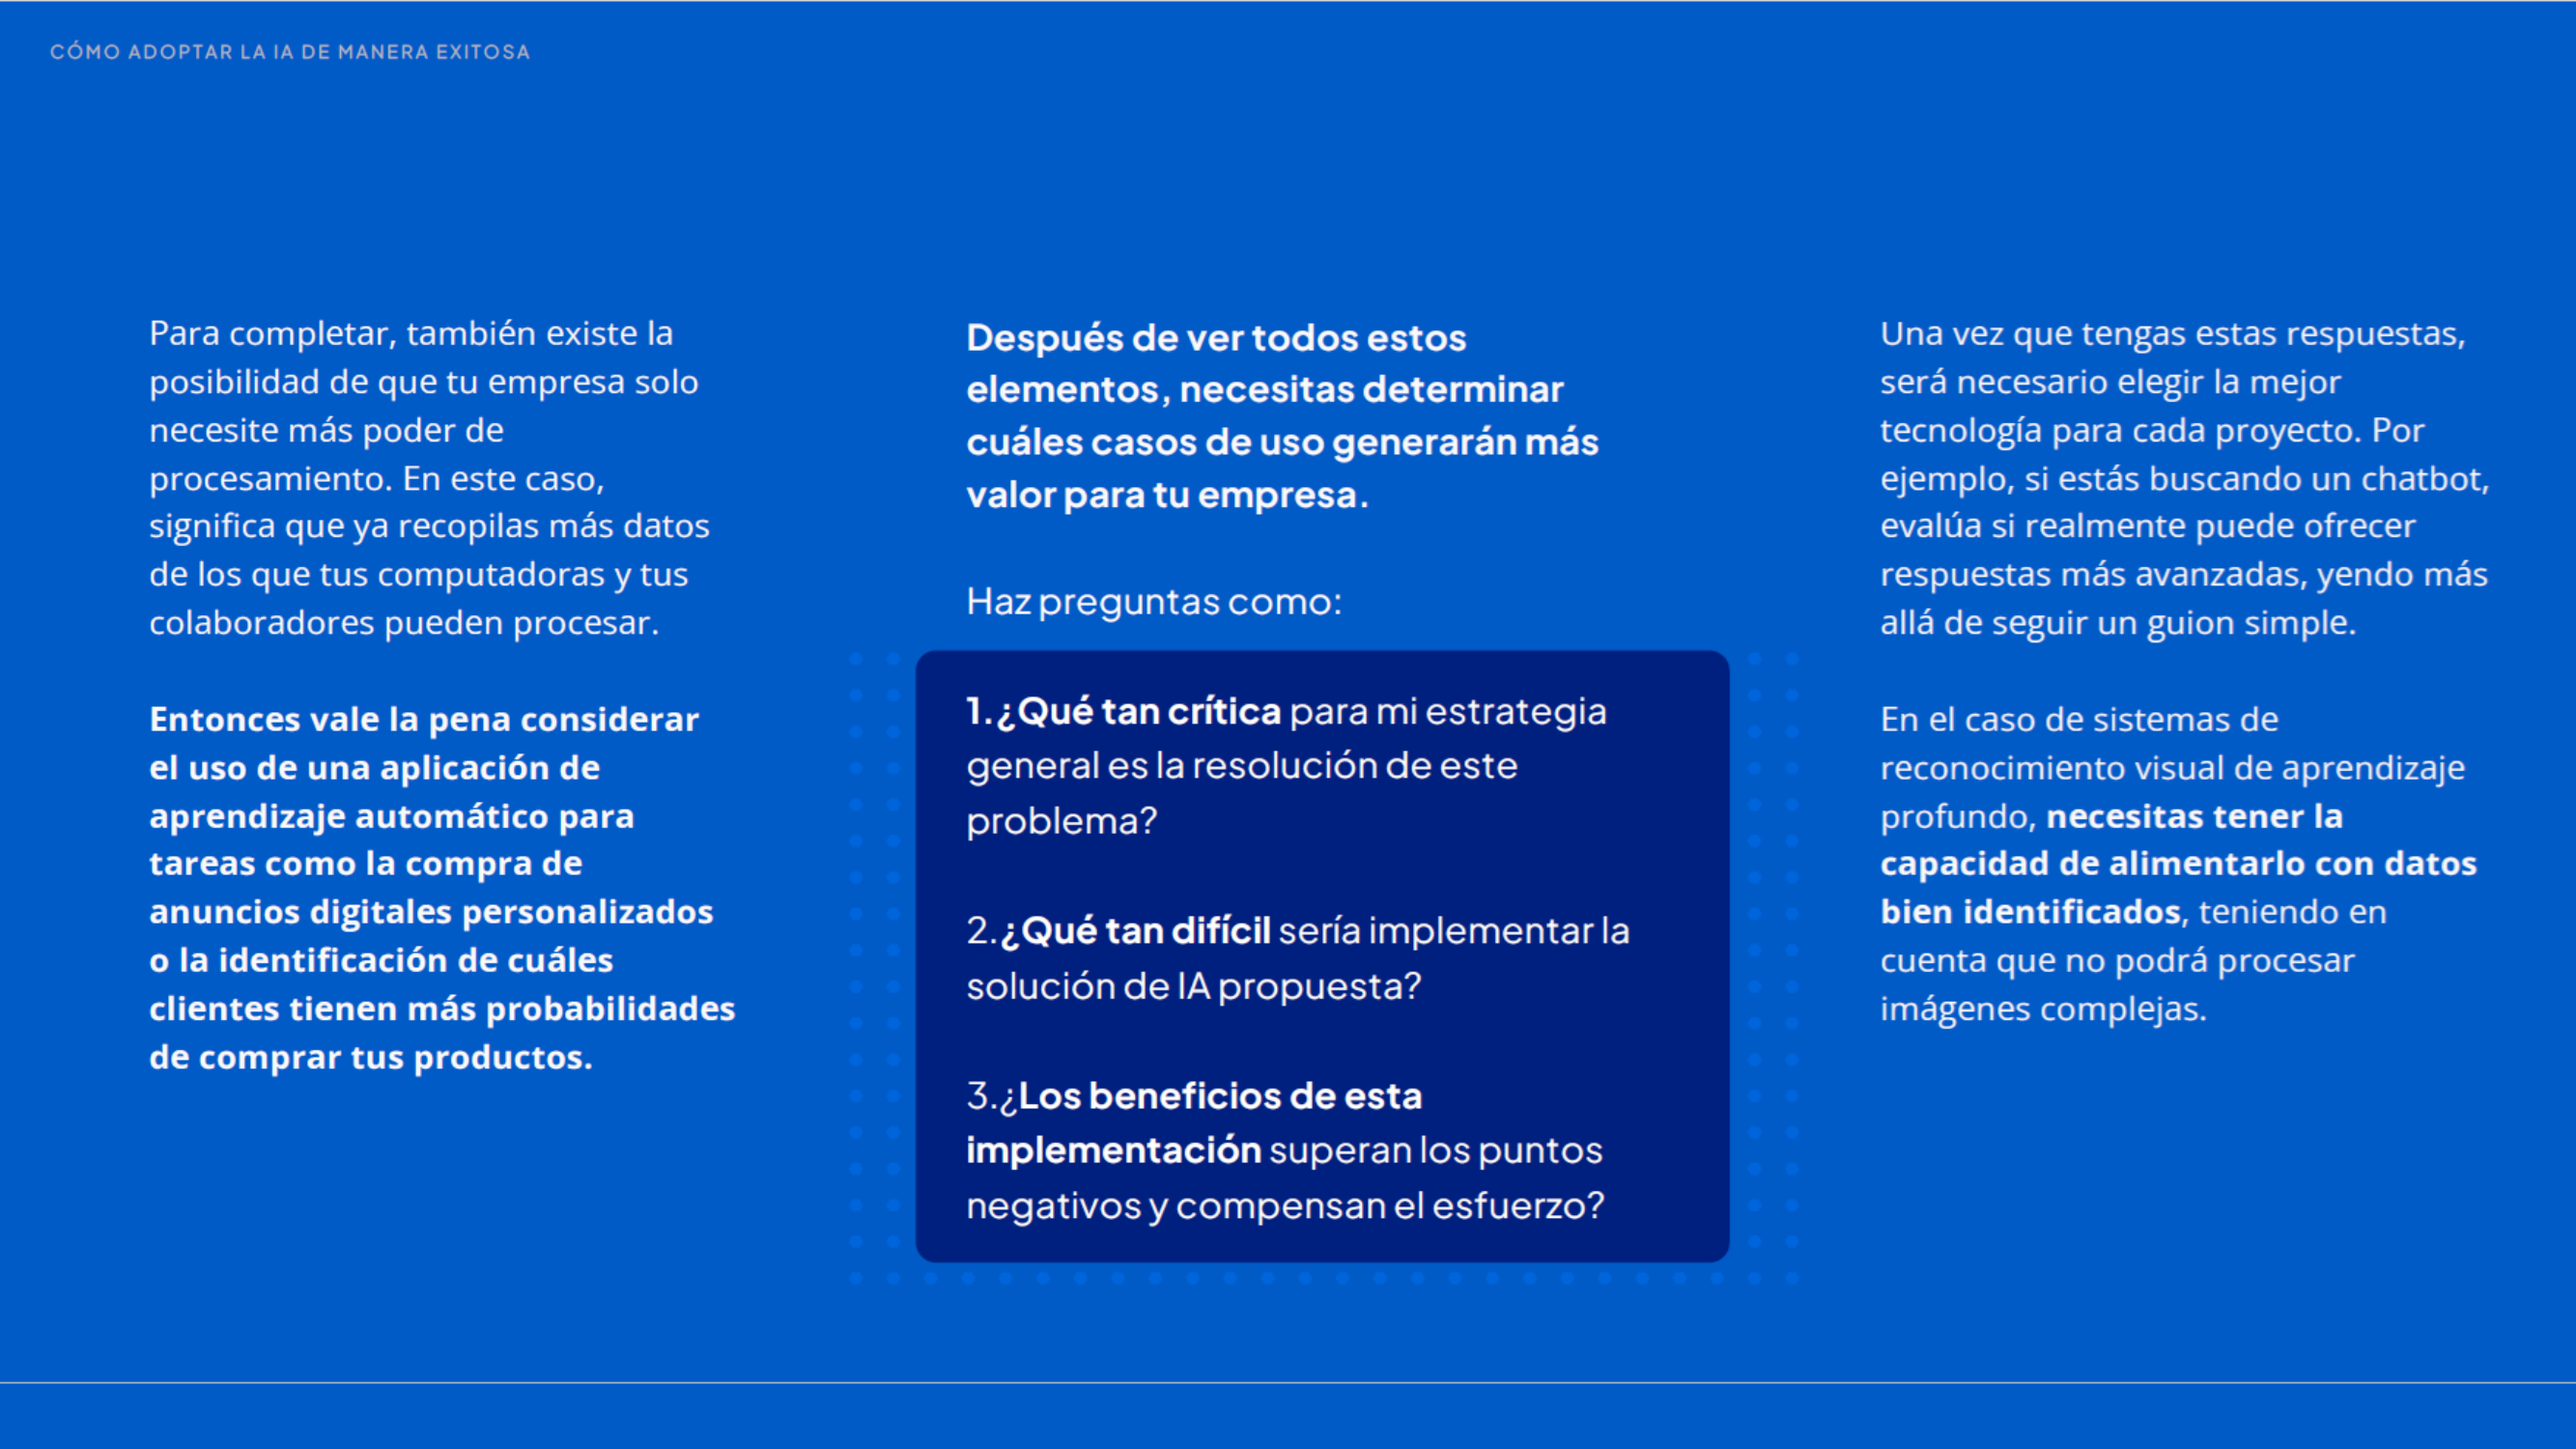 CÓMO ADOPTAR LA IA DE MANERA EXITOSA
Para completar, también existe la
posibilidad de que tu empresa solo
necesite más poder de
procesamiento. En este caso,
significa que ya recopilas más datos
de los que tus computadoras y tus
colaboradores pueden procesar.
Entonces vale la pena considerar
el uso de una aplicación de
aprendizaje automático para
tareas como la compra de
anuncios digitales personalizados
o la identificación de cuáles
clientes tienen más probabilidades
de comprar tus productos.
Después de ver todos estos
elementos, necesitas determinar
cuáles casos de uso generarán más
valor para tu empresa.
Haz preguntas como:
1.¿Qué tan crítica para mi estrategia
general es la resolución de este
problema?
2.¿Qué tan difícil sería implementar la
solución de IA propuesta?
3.¿Los beneficios de esta
implementación superan los puntos
negativos y compensan el esfuerzo?
Una vez que tengas estas respuestas,
será necesario elegir la mejor
tecnología para cada proyecto. Por
ejemplo, si estás buscando un chatbot,
evalúa si realmente puede ofrecer
respuestas más avanzadas, yendo más
allá de seguir un guion simple.
En el caso de sistemas de
reconocimiento visual de aprendizaje
profundo, necesitas tener la
capacidad de alimentarlo con datos
bien identificados, teniendo en
cuenta que no podrá procesar
imágenes complejas.